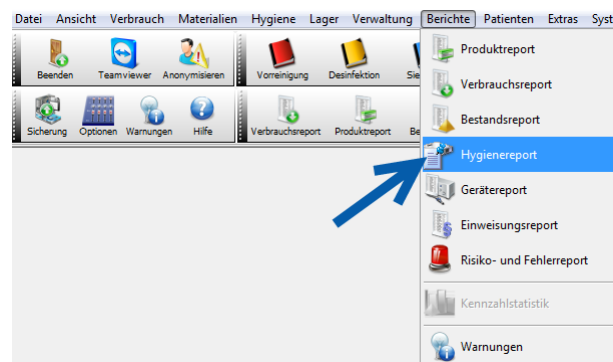 Datei Ansicht Verbrauch Materialien Hygiene Lager Verwaltung Berichte Patienten Extras
Beenden Teamviewer Anonymisieren Vorreinigung Desinfektion
Sicherung Optionen Warnungen Hilfe Verbrauchsreport Produktreport
Produktreport
Verbrauchsreport
Bestandsreport
Hygienereport
Gerätereport
Einweisungsreport
Risiko- und Fehlerreport
Kennzahlstatistik
Warnungen